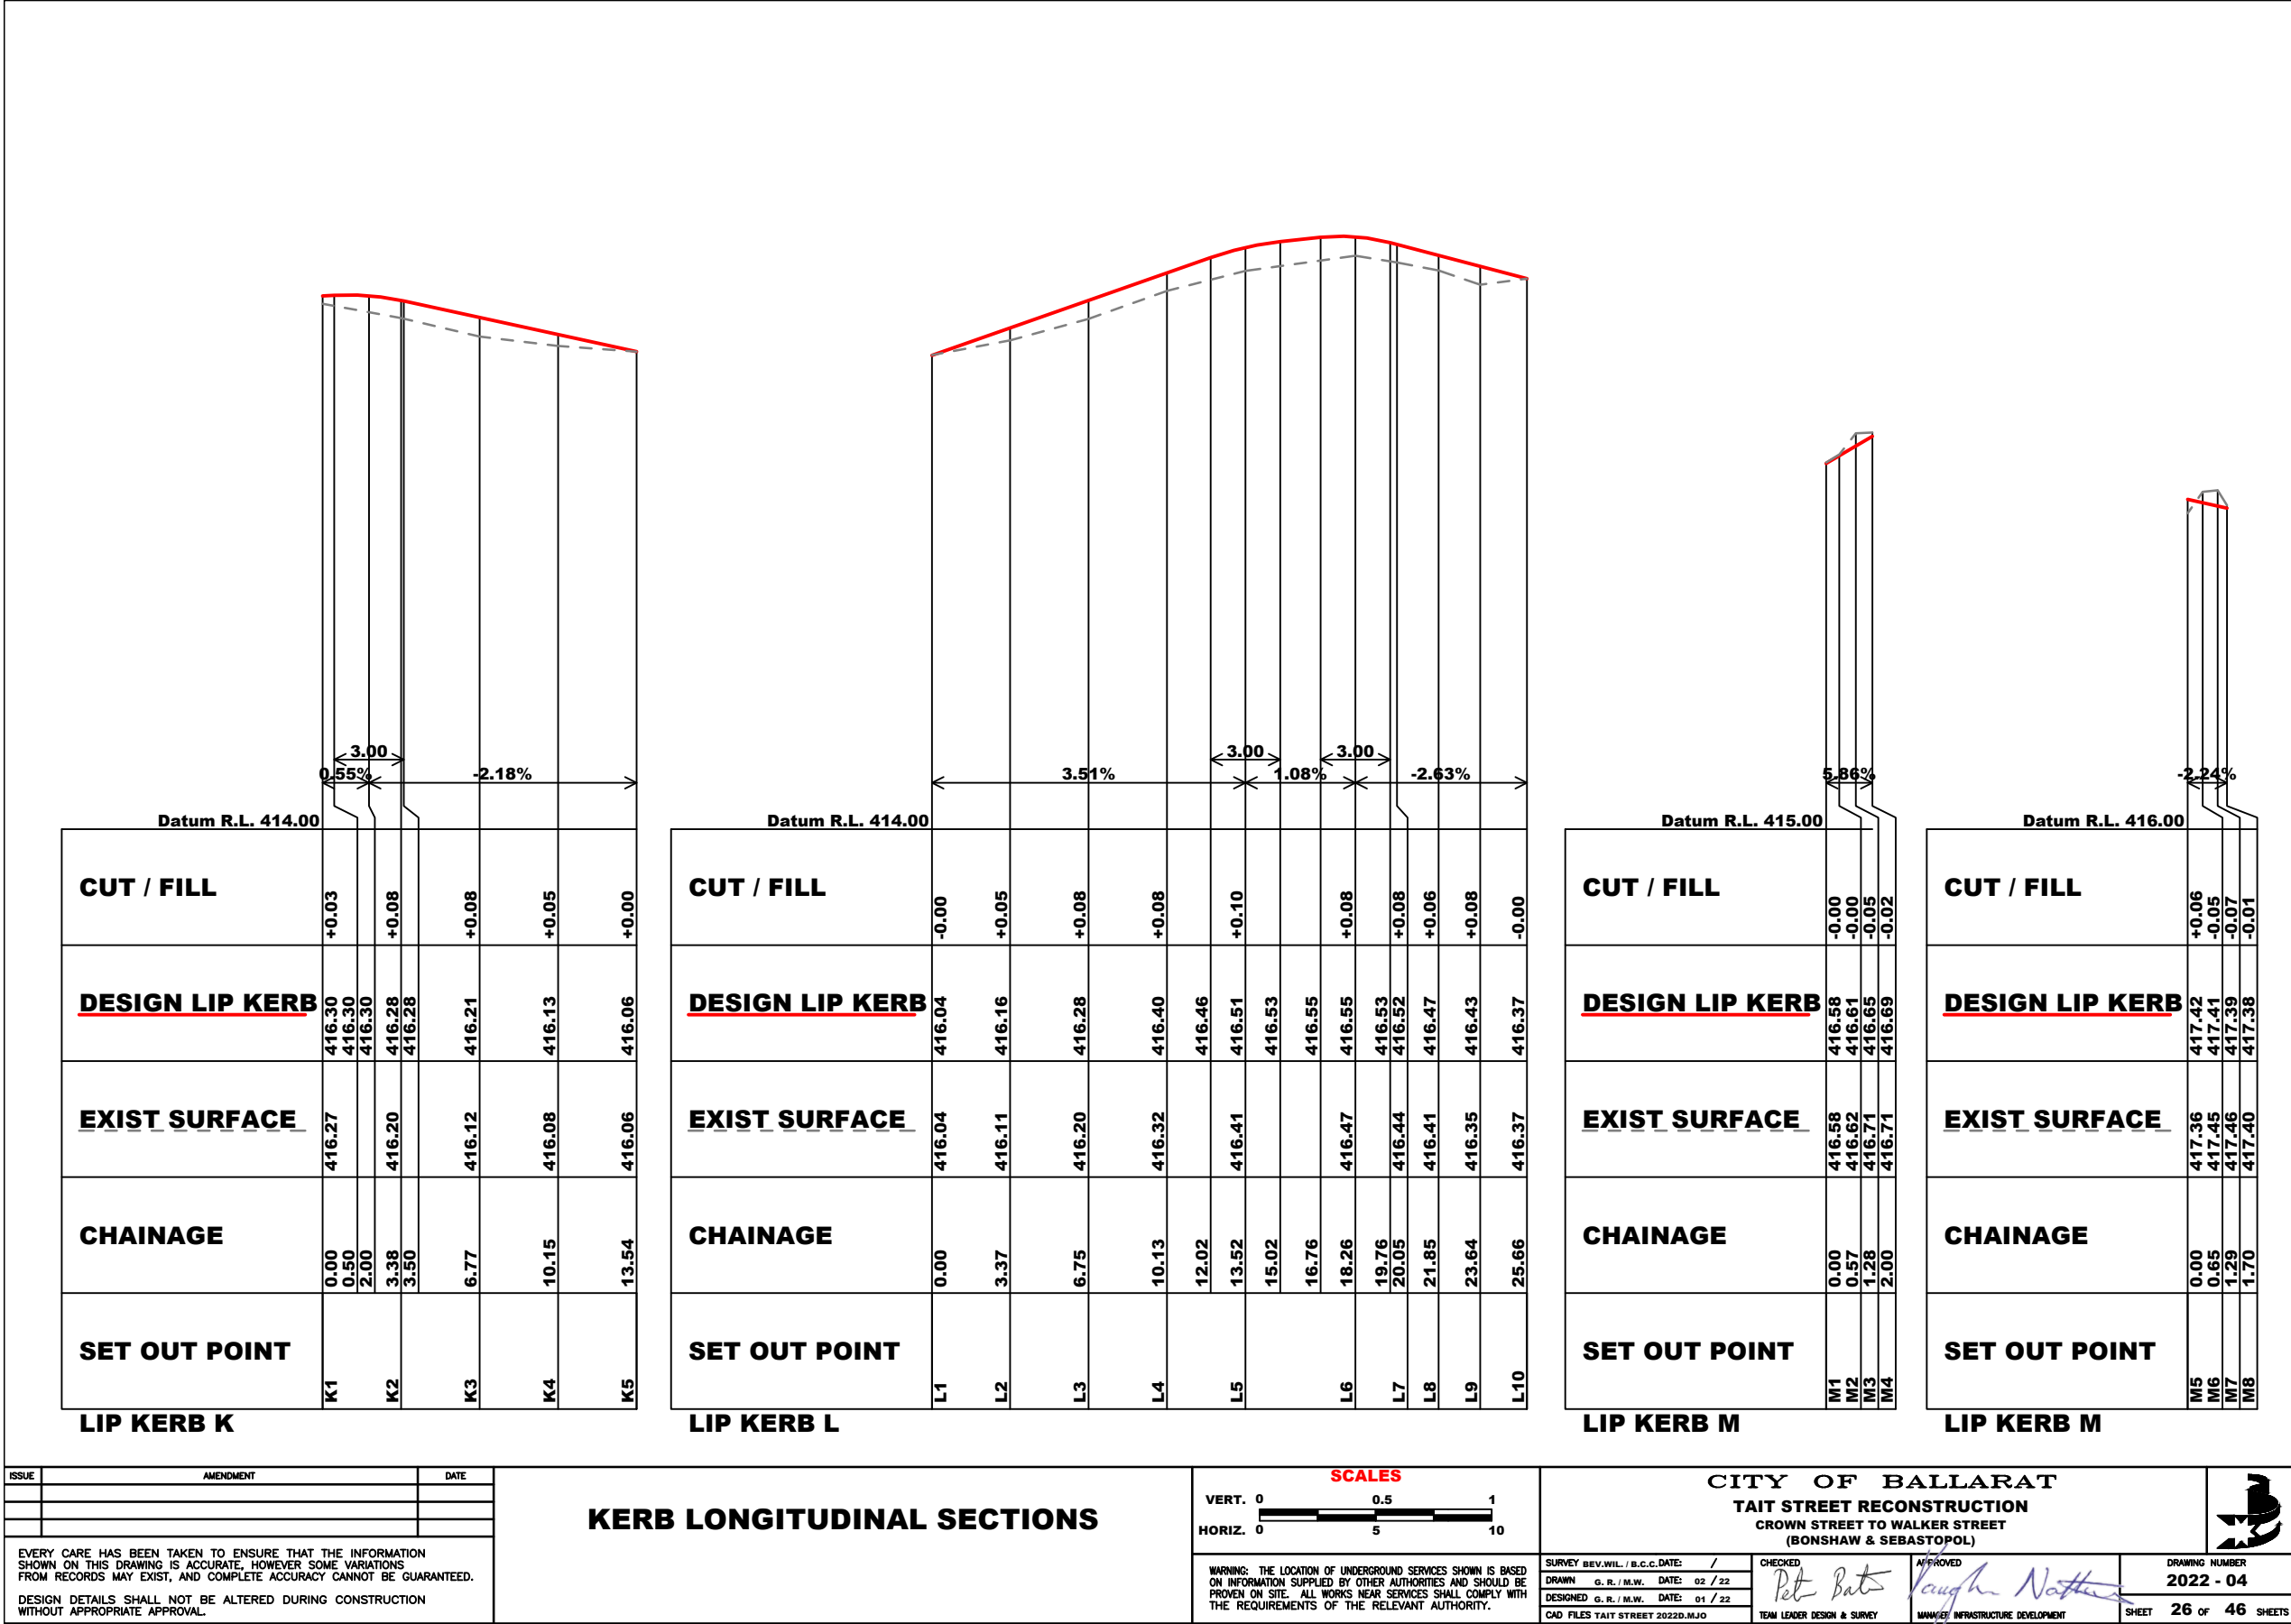 3.00
0.55% -2.18%
Datum R.L. 414.00
CUT / FILL +0.03 +0.08 +0.08 +0.05 +0.00
DESIGN LIP KERB 416.30 416.30 416.30 416.28 416.28 416.21 416.13 416.06
EXIST SURFACE 416.27 416.20 416.12 416.08 416.06
CHAINAGE 0.00 0.50 2.00 3.38 3.50 6.77 10.15 13.54
SET OUT POINT K1 K2 K3 K4 K5
LIP KERB K
3.00 3.00
3.51% 1.08% -2.63%
Datum R.L. 414.00
CUT / FILL -0.00 +0.05 +0.08 +0.08 +0.10 +0.08 +0.08 +0.06 +0.08 -0.00
DESIGN LIP KERB 416.04 416.16 416.28 416.40 416.46 416.51 416.53 416.55 416.55 416.53 416.52 416.47 416.43 416.37
EXIST SURFACE 416.04 416.11 416.20 416.32 416.41 416.47 416.44 416.41 416.35 416.37
CHAINAGE 0.00 3.37 6.75 10.13 12.02 13.52 15.02 16.76 18.26 19.76 20.05 21.85 23.64 25.66
SET OUT POINT L1 L2 L3 L4 L5 L6 L7 L8 L9 L10
LIP KERB L
5.86%
Datum R.L. 415.00
CUT / FILL -0.00 -0.00 -0.05 -0.02
DESIGN LIP KERB 416.58 416.61 416.65 416.69
EXIST SURFACE 416.58 416.62 416.71 416.71
CHAINAGE 0.00 0.57 1.28 2.00
SET OUT POINT M1 M2 M3 M4
LIP KERB M
-2.24%
Datum R.L. 416.00
CUT / FILL +0.06 -0.05 -0.07 -0.01
DESIGN LIP KERB 417.42 417.41 417.39 417.38
EXIST SURFACE 417.36 417.45 417.46 417.40
CHAINAGE 0.00 0.65 1.29 1.70
SET OUT POINT M5 M6 M7 M8
LIP KERB M
ISSUE AMENDMENT DATE
EVERY CARE HAS BEEN TAKEN TO ENSURE THAT THE INFORMATION
SHOWN ON THIS DRAWING IS ACCURATE, HOWEVER SOME VARIATIONS
FROM RECORDS MAY EXIST, AND COMPLETE ACCURACY CANNOT BE GUARANTEED.
DESIGN DETAILS SHALL NOT BE ALTERED DURING CONSTRUCTION
WITHOUT APPROPRIATE APPROVAL.
KERB LONGITUDINAL SECTIONS
SCALES
VERT. 0 0.5 1
HORIZ. 0 5 10
WARNING: THE LOCATION OF UNDERGROUND SERVICES SHOWN IS BASED
ON INFORMATION SUPPLIED BY OTHER AUTHORITIES AND SHOULD BE
PROVEN ON SITE. ALL WORKS NEAR SERVICES SHALL COMPLY WITH
THE REQUIREMENTS OF THE RELEVANT AUTHORITY.
CITY OF BALLARAT
TAIT STREET RECONSTRUCTION
CROWN STREET TO WALKER STREET
(BONSHAW & SEBASTOPOL)
SURVEY BEV.WIL. / B.C.C. DATE: /
DRAWN G. R. / M.W. DATE: 02 / 22
DESIGNED G. R. / M.W. DATE: 01 / 22
CAD FILES TAIT STREET 2022D.MJO
CHECKED
TEAM LEADER DESIGN & SURVEY
APPROVED
MANAGER INFRASTRUCTURE DEVELOPMENT
DRAWING NUMBER
2022 - 04
SHEET 26 OF 46 SHEETS